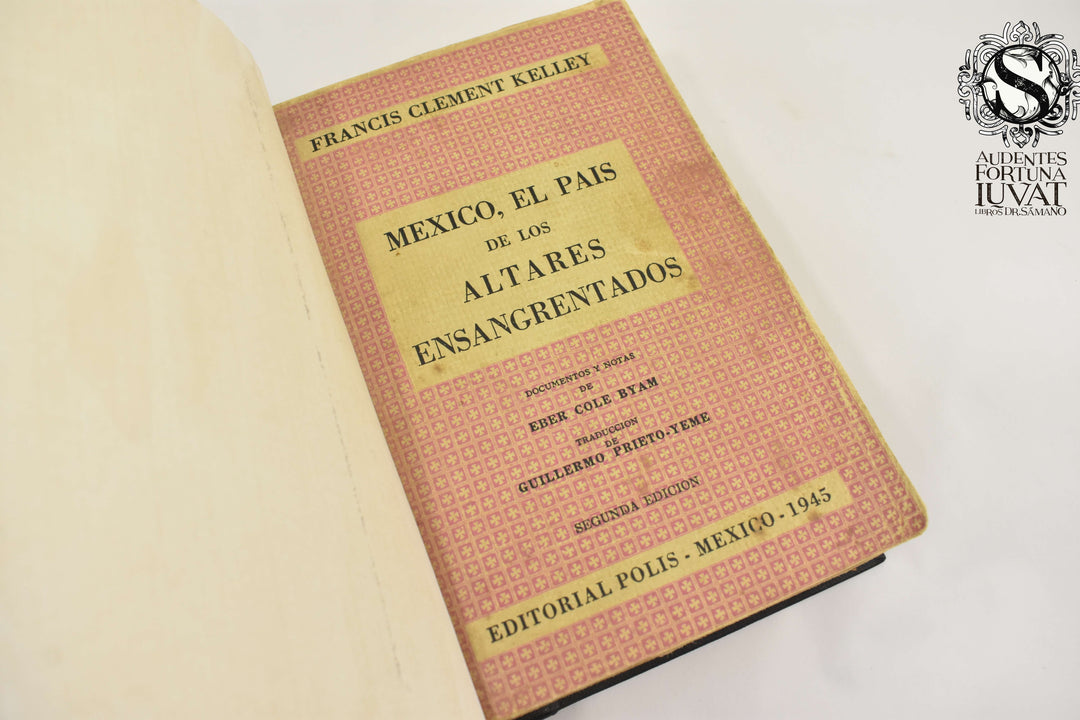 FRANCIS CLEMENT KELLEY
MEXICO, EL PAIS
DE LOS
ALTARES
ENSANGRENTADOS
DOCUMENTOS Y NOTAS
DE
EBER COLE BYAM
TRADUCCION
DE
GUILLERMO PRIETO-YEME
SEGUNDA EDICION
EDITORIAL POLIS - MEXICO - 1945
S
AUDENTES
FORTUNA
IUVAT
LIBROS DR. SÁMANO